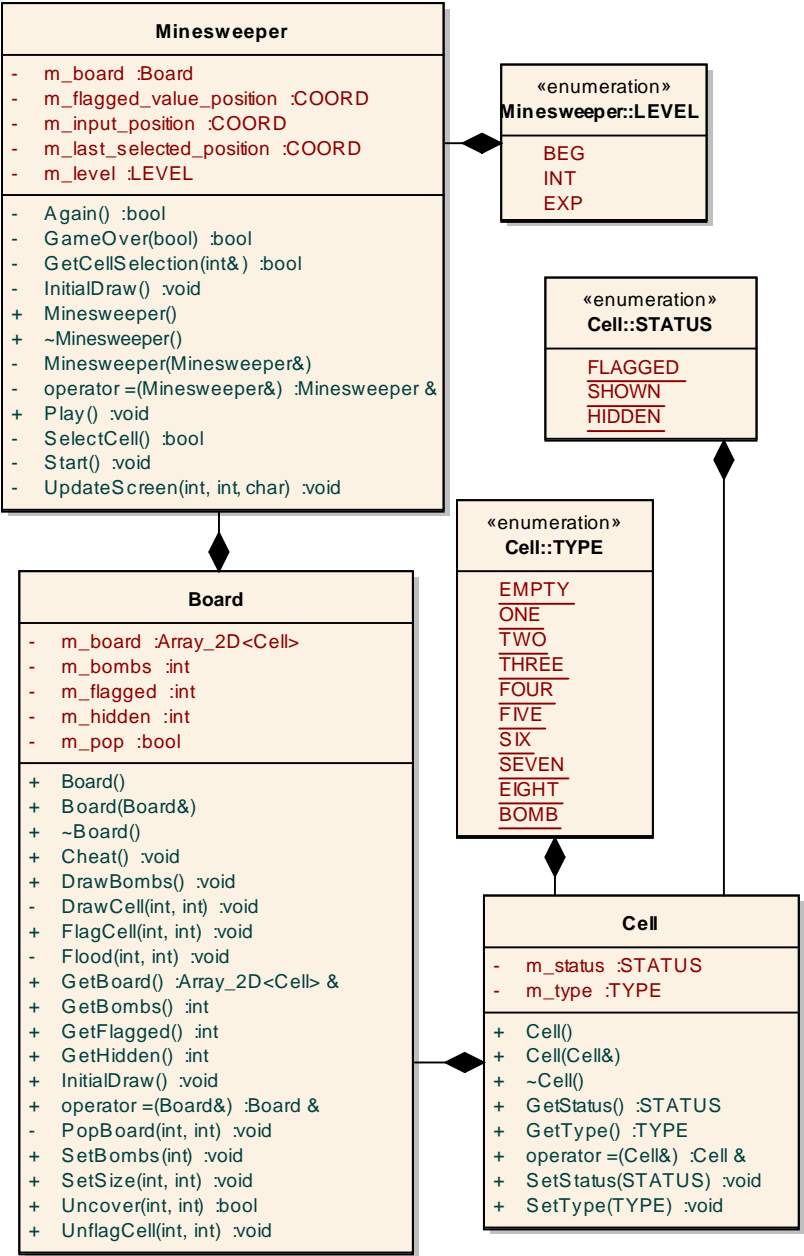 Minesweeper
- m_board :Board
- m_flagged_value_position :COORD
- m_input_position :COORD
- m_last_selected_position :COORD
- m_level :LEVEL
- Again() :bool
- GameOver(bool) :bool
- GetCellSelection(int&) :bool
- InitialDraw() :void
+ Minesweeper()
+ ~Minesweeper()
- Minesweeper(Minesweeper&)
- operator =(Minesweeper&) :Minesweeper &
+ Play() :void
- SelectCell() :bool
- Start() :void
- UpdateScreen(int, int, char) :void
«enumeration»
Minesweeper::LEVEL
BEG
INT
EXP
«enumeration»
Cell::STATUS
FLAGGED
SHOWN
HIDDEN
«enumeration»
Cell::TYPE
EMPTY
ONE
TWO
THREE
FOUR
FIVE
SIX
SEVEN
EIGHT
BOMB
Board
- m_board :Array_2D<Cell>
- m_bombs :int
- m_flagged :int
- m_hidden :int
- m_pop :bool
+ Board()
+ Board(Board&)
+ ~Board()
+ Cheat() :void
+ DrawBombs() :void
- DrawCell(int, int) :void
+ FlagCell(int, int) :void
- Flood(int, int) :void
+ GetBoard() :Array_2D<Cell> &
+ GetBombs() :int
+ GetFlagged() :int
+ GetHidden() :int
+ InitialDraw() :void
+ operator =(Board&) :Board &
- PopBoard(int, int) :void
+ SetBombs(int) :void
+ SetSize(int, int) :void
+ Uncover(int, int) :bool
+ UnflagCell(int, int) :void
Cell
- m_status :STATUS
- m_type :TYPE
+ Cell()
+ Cell(Cell&)
+ ~Cell()
+ GetStatus() :STATUS
+ GetType() :TYPE
+ operator =(Cell&) :Cell &
+ SetStatus(STATUS) :void
+ SetType(TYPE) :void